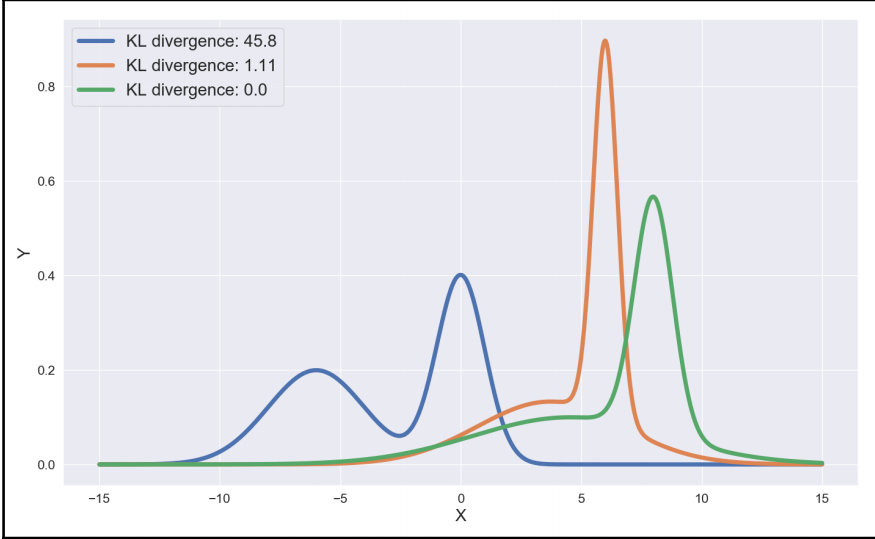 KL divergence: 45.8
KL divergence: 1.11
KL divergence: 0.0
0.8
0.6
Y
0.4
0.2
0.0
−15
−10
−5
0
5
10
15
X